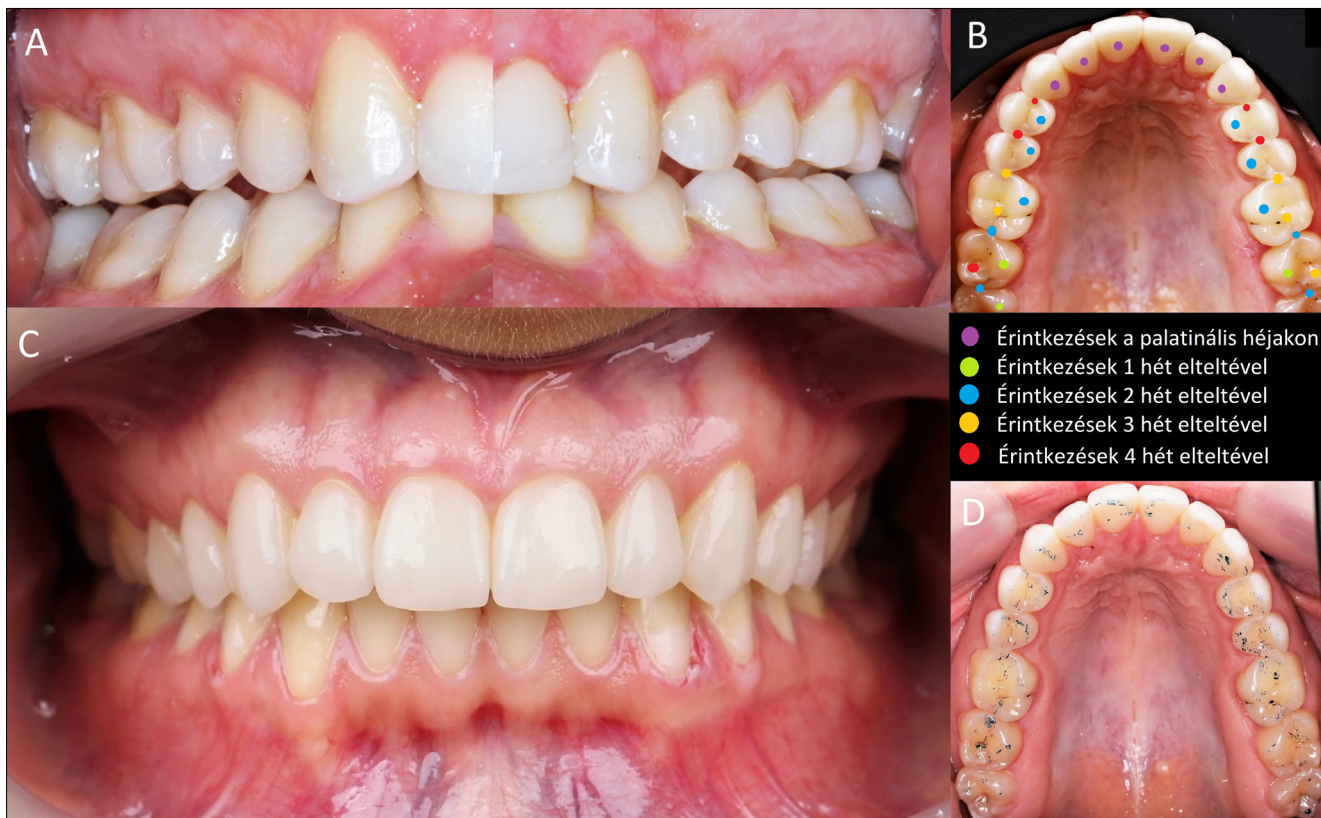 A
B
Érintkezések a palatinális héjakon
Érintkezések 1 hét elteltével
Érintkezések 2 hét elteltével
Érintkezések 3 hét elteltével
Érintkezések 4 hét elteltével
C
D